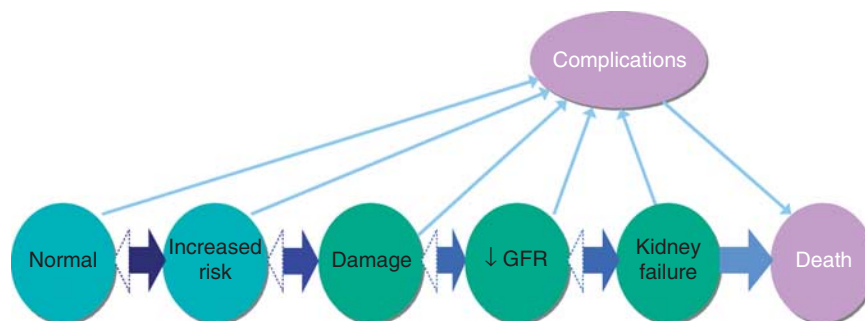 Complications
Normal
Increased
risk
Damage
↓ GFR
Kidney
failure
Death